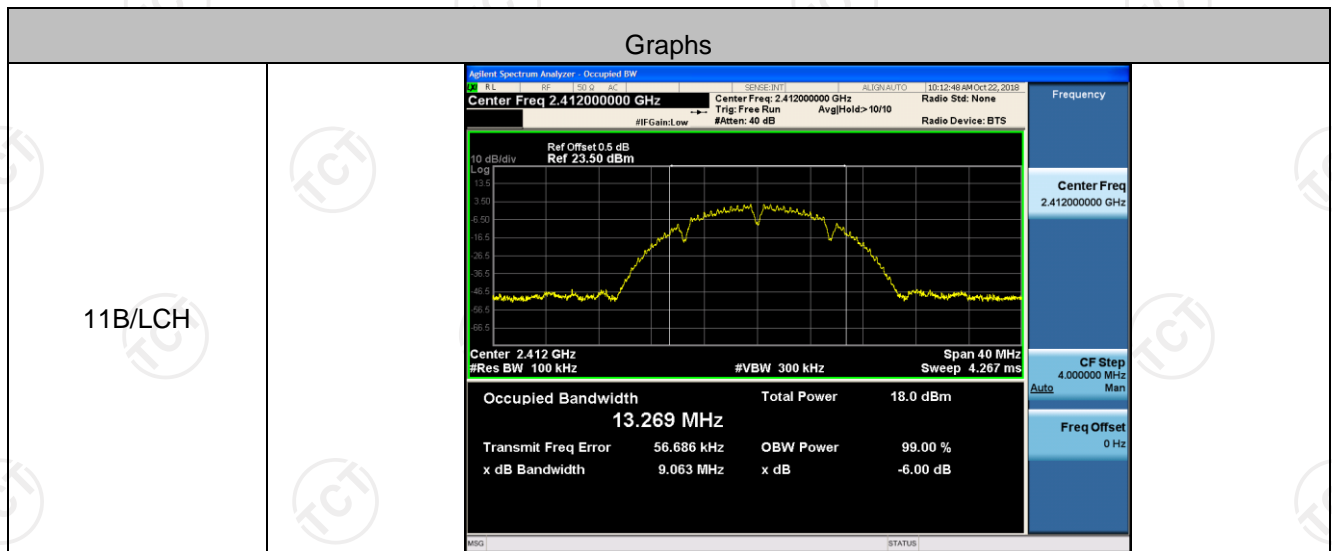 Graphs
11B/LCH
Agilent Spectrum Analyzer - Occupied BW
LXI RL RF 50 Ω AC SENSE:INT ALIGN AUTO 10:12:48 AM Oct 22, 2018
Center Freq 2.412000000 GHz
Center Freq: 2.412000000 GHz
Radio Std: None
Trig: Free Run Avg|Hold:>10/10
#IFGain:Low
#Atten: 40 dB
Radio Device: BTS
Ref Offset 0.5 dB
10 dB/div Ref 23.50 dBm
Log
13.5
3.50
-6.50
-16.5
-26.5
-36.5
-46.5
-56.5
-66.5
Center 2.412 GHz Span 40 MHz
#Res BW 100 kHz #VBW 300 kHz Sweep 4.267 ms
Occupied Bandwidth Total Power 18.0 dBm
13.269 MHz
Transmit Freq Error 56.686 kHz OBW Power 99.00 %
x dB Bandwidth 9.063 MHz x dB -6.00 dB
MSG STATUS
Frequency
Center Freq
2.412000000 GHz
CF Step
4.000000 MHz
Auto Man
Freq Offset
0 Hz
TCT
TCT
TCT
TCT